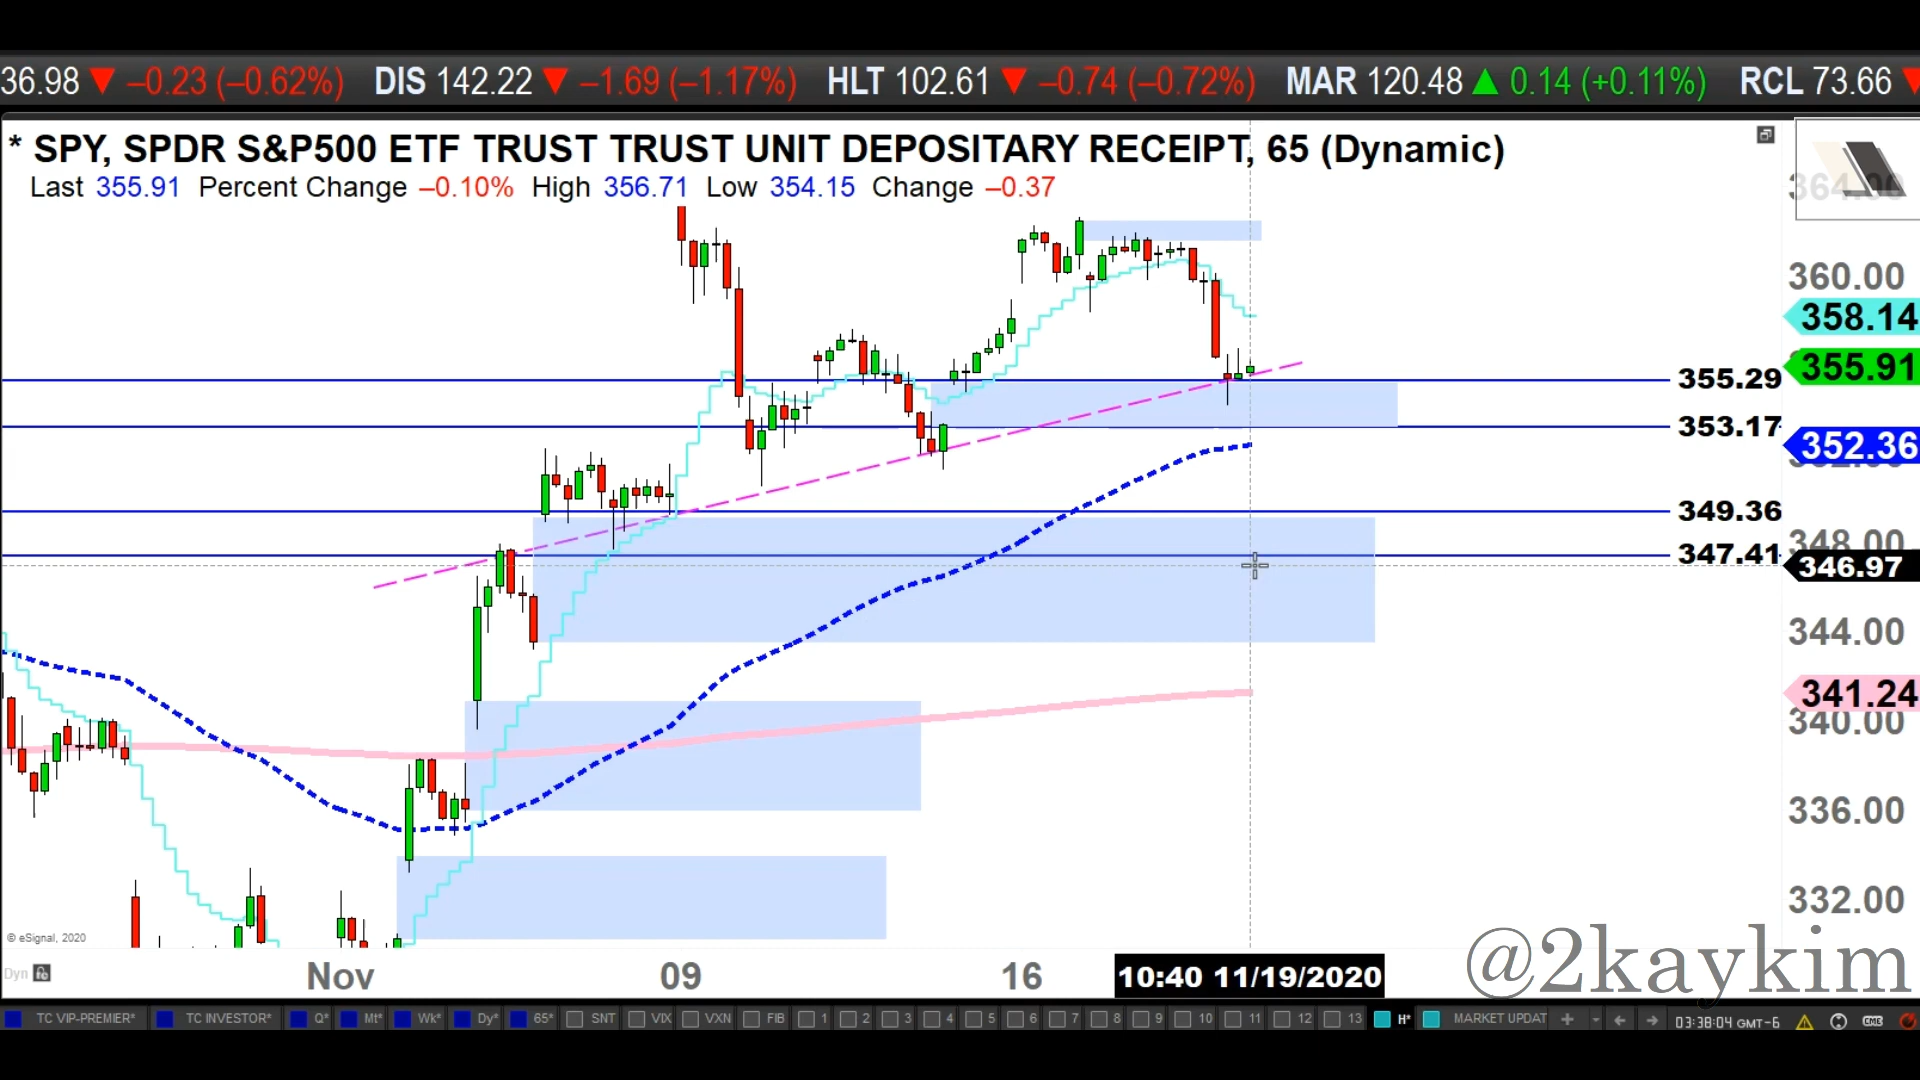 36.98 ▼ –0.23 (–0.62%) DIS 142.22 ▼ –1.69 (–1.17%) HLT 102.61 ▼ –0.74 (–0.72%) MAR 120.48 ▲ 0.14 (+0.11%) RCL 73.66 ▼
* SPY, SPDR S&P500 ETF TRUST TRUST UNIT DEPOSITARY RECEIPT, 65 (Dynamic)
Last 355.91 Percent Change –0.10% High 356.71 Low 354.15 Change –0.37
364.00
360.00
358.14
355.91
355.29
353.17
352.36
349.36
348.00
347.41
346.97
344.00
341.24
340.00
336.00
332.00
© eSignal, 2020
@2kaykim
Dyn
Nov 09 16 10:40 11/19/2020
TC VIP-PREMIER* TC INVESTOR* Q* Mt* Wk* Dy* 65* SNT VIX VXN FIB 1 2 3 4 5 6 7 8 9 10 11 12 13 H* MARKET UPDAT 03:38:04 GMT-6 CME